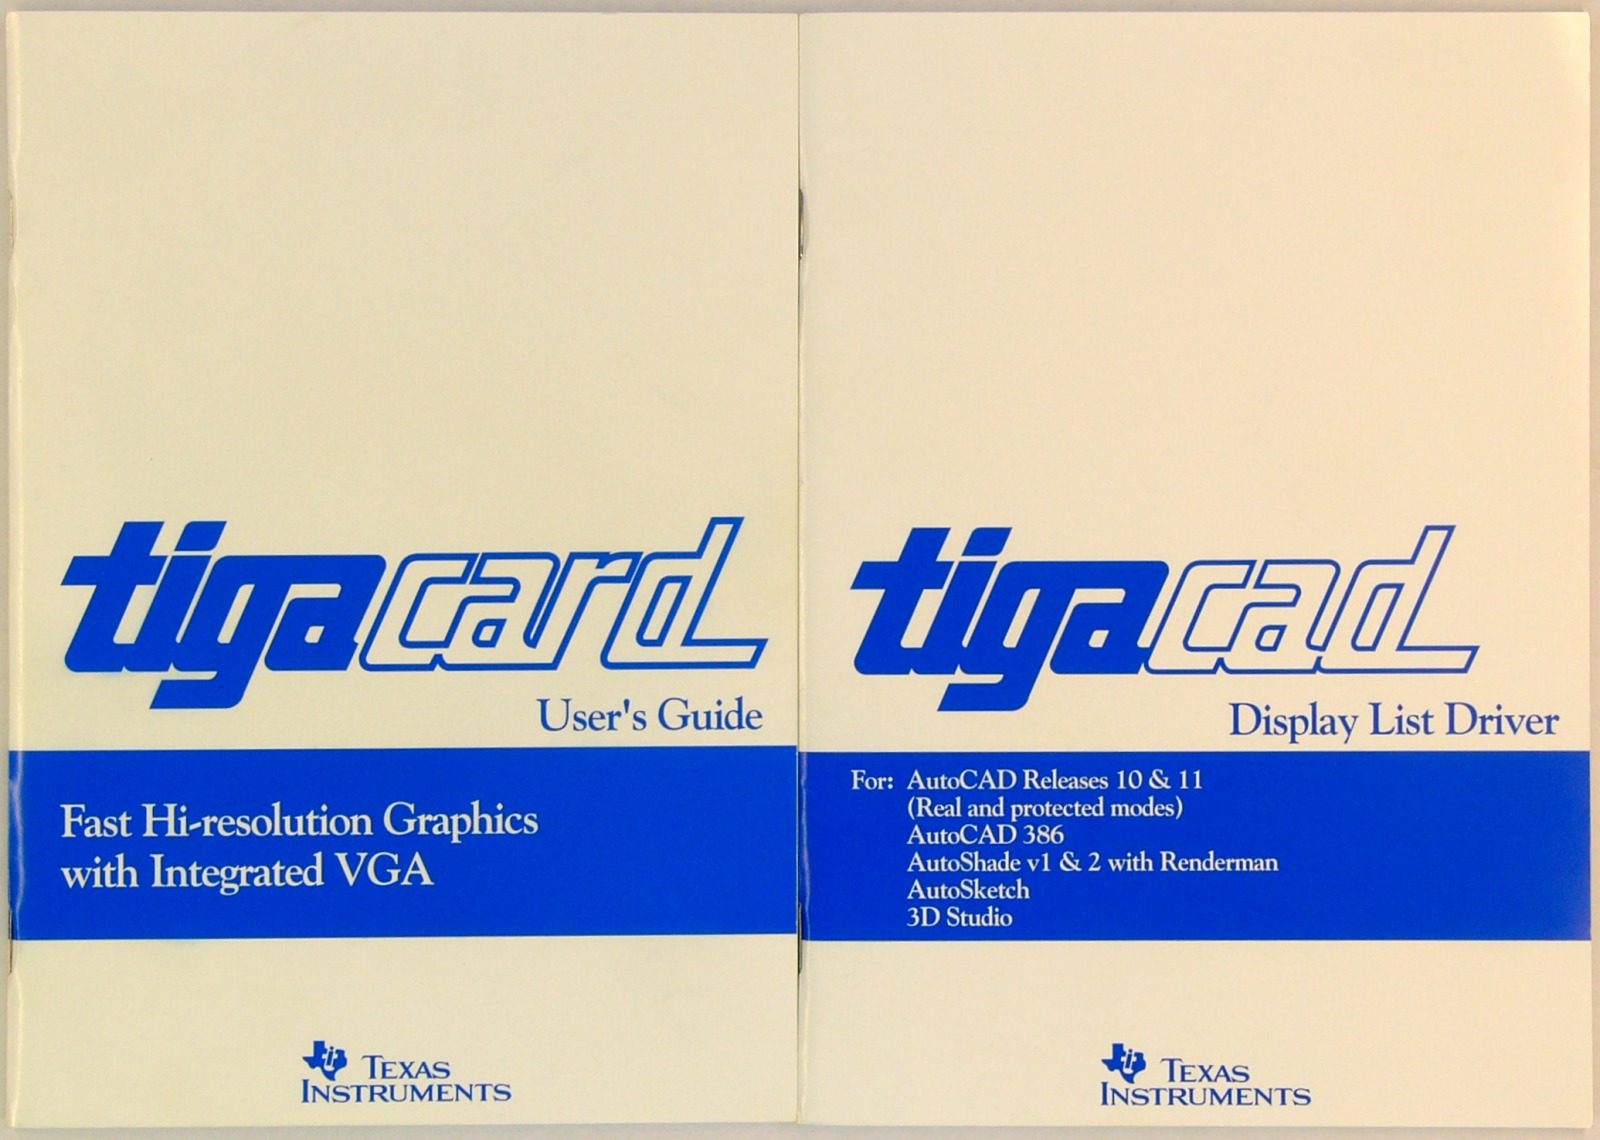 tigacard
User's Guide
Fast Hi-resolution Graphics
with Integrated VGA
TEXAS
INSTRUMENTS
tigacad
Display List Driver
For: AutoCAD Releases 10 & 11
(Real and protected modes)
AutoCAD 386
AutoShade v1 & 2 with Renderman
AutoSketch
3D Studio
TEXAS
INSTRUMENTS